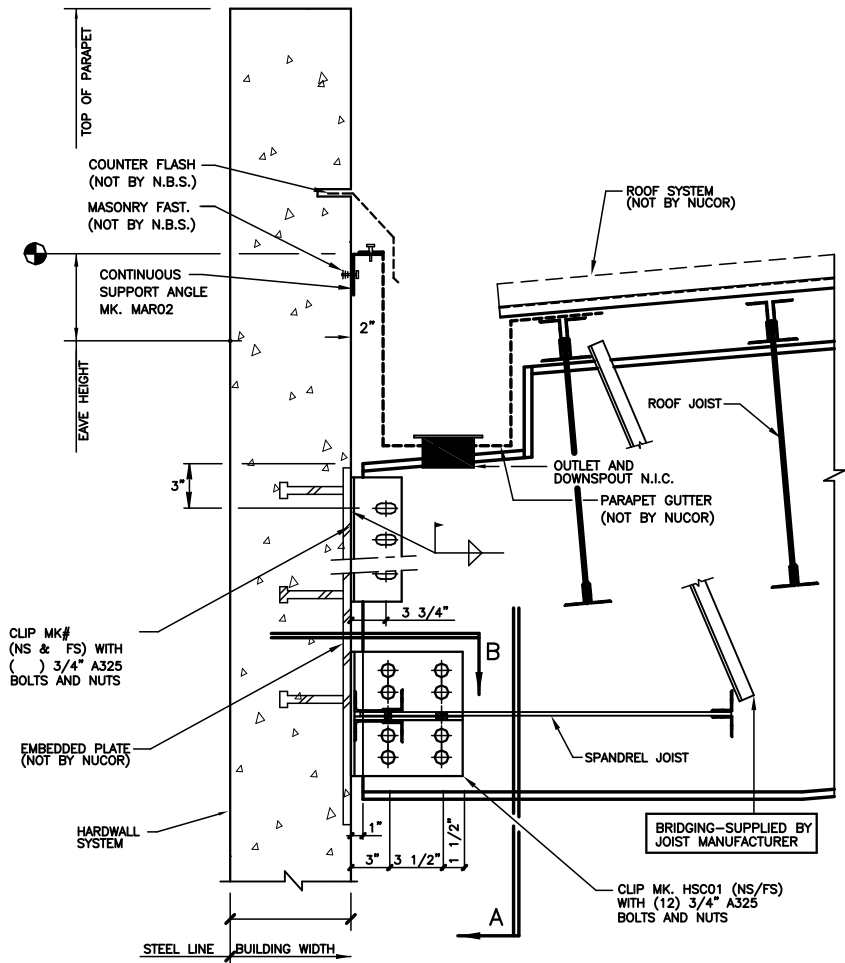 TOP OF PARAPET
COUNTER FLASH
(NOT BY N.B.S.)
MASONRY FAST.
(NOT BY N.B.S.)
CONTINUOUS
SUPPORT ANGLE
MK. MAR02
EAVE HEIGHT
2"
ROOF SYSTEM
(NOT BY NUCOR)
ROOF JOIST
OUTLET AND
DOWNSPOUT N.I.C.
PARAPET GUTTER
(NOT BY NUCOR)
3"
3 3/4"
CLIP MK#
(NS & FS) WITH
( ) 3/4" A325
BOLTS AND NUTS
B
EMBEDDED PLATE
(NOT BY NUCOR)
SPANDREL JOIST
HARDWALL
SYSTEM
1"
3"
3 1/2"
1 1/2"
BRIDGING-SUPPLIED BY
JOIST MANUFACTURER
CLIP MK. HSC01 (NS/FS)
WITH (12) 3/4" A325
BOLTS AND NUTS
A
STEEL LINE
BUILDING WIDTH